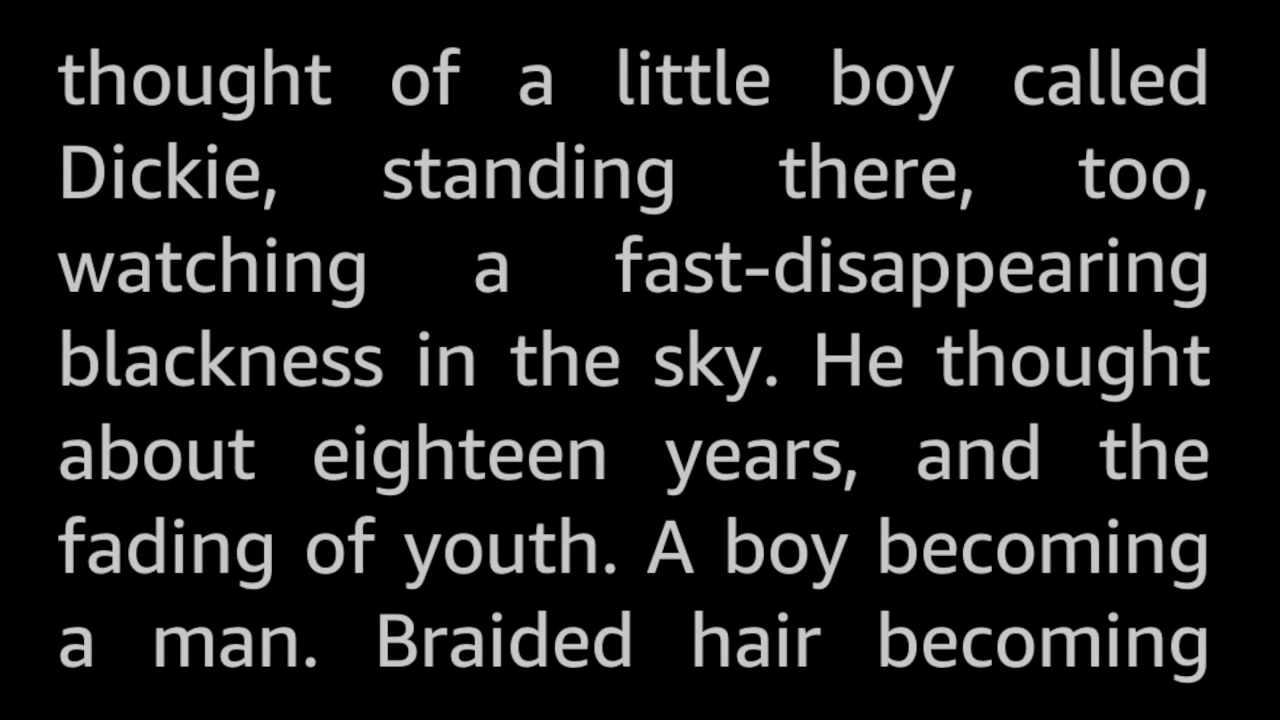 thought of a little boy called
Dickie, standing there, too,
watching a fast-disappearing
blackness in the sky. He thought
about eighteen years, and the
fading of youth. A boy becoming
a man. Braided hair becoming